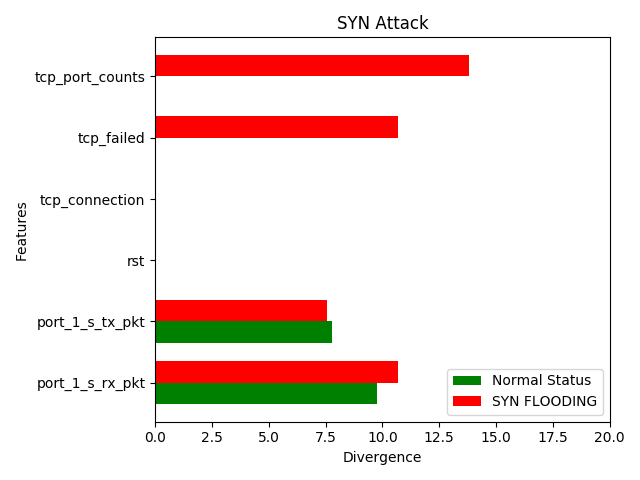 SYN Attack
tcp_port_counts
tcp_failed
tcp_connection
rst
port_1_s_tx_pkt
port_1_s_rx_pkt
Features
Normal Status
SYN FLOODING
0.0 2.5 5.0 7.5 10.0 12.5 15.0 17.5 20.0
Divergence